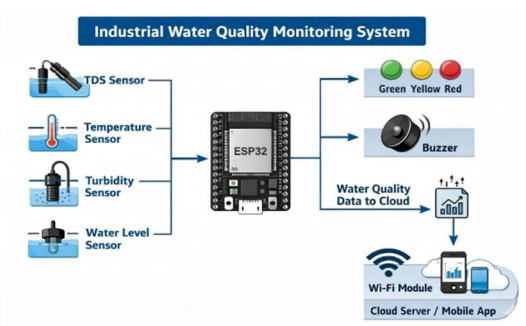 Industrial Water Quality Monitoring System
TDS Sensor
Temperature
Sensor
Turbidity
Sensor
Water Level
Sensor
ESP32
Green Yellow Red
Buzzer
Water Quality
Data to Cloud
Wi-Fi Module
Cloud Server / Mobile App